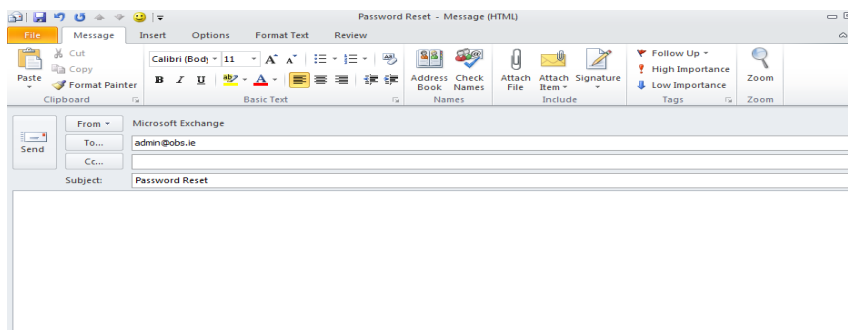 Password Reset - Message (HTML)
File Message Insert Options Format Text Review
Paste
Cut
Copy
Format Painter
Clipboard
Calibri (Body 11
A A
B I U ab A
Basic Text
Address Book
Check Names
Names
Attach File
Attach Item
Signature
Include
Follow Up
High Importance
Low Importance
Tags
Zoom
Zoom
Send
From Microsoft Exchange
To... admin@obs.ie
Cc...
Subject: Password Reset